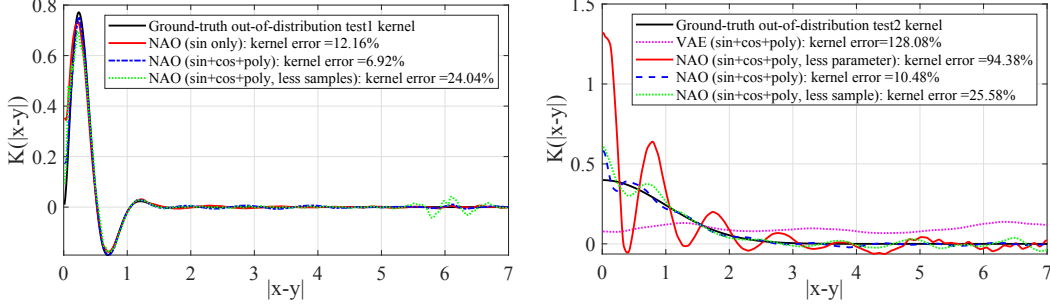 0.8
0.6
0.4
0.2
0
K(|x-y|)
Ground-truth out-of-distribution test1 kernel
NAO (sin only): kernel error =12.16%
NAO (sin+cos+poly): kernel error =6.92%
NAO (sin+cos+poly, less samples): kernel error =24.04%
0 1 2 3 4 5 6 7
|x-y|
1.5
1
0.5
0
K(|x-y|)
Ground-truth out-of-distribution test2 kernel
VAE (sin+cos+poly): kernel error=128.08%
NAO (sin+cos+poly, less parameter): kernel error =94.38%
NAO (sin+cos+poly): kernel error =10.48%
NAO (sin+cos+poly, less sample): kernel error =25.58%
0 1 2 3 4 5 6 7
|x-y|